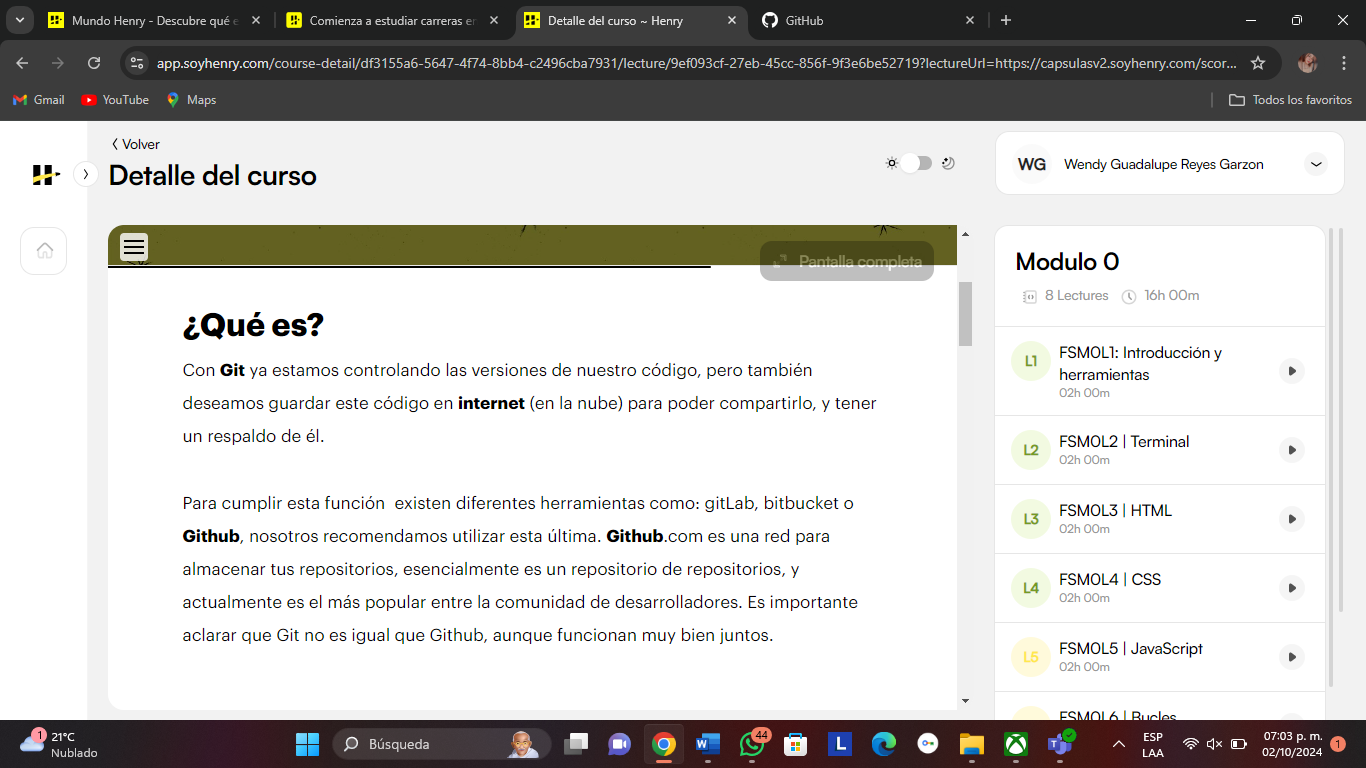 Mundo Henry - Descubre qué e
Comienza a estudiar carreras en
Detalle del curso ~ Henry
GitHub
app.soyhenry.com/course-detail/df3155a6-5647-4f74-8bb4-c2496cba7931/lecture/9ef093cf-27eb-45cc-856f-9f3e6be52719?lectureUrl=https://capsulasv2.soyhenry.com/scor...
Gmail
YouTube
Maps
Todos los favoritos
Volver
Detalle del curso
WG
Wendy Guadalupe Reyes Garzon
Pantalla completa
¿Qué es?
Con Git ya estamos controlando las versiones de nuestro código, pero también
deseamos guardar este código en internet (en la nube) para poder compartirlo, y tener
un respaldo de él.
Para cumplir esta función existen diferentes herramientas como: gitLab, bitbucket o
Github, nosotros recomendamos utilizar esta última. Github.com es una red para
almacenar tus repositorios, esencialmente es un repositorio de repositorios, y
actualmente es el más popular entre la comunidad de desarrolladores. Es importante
aclarar que Git no es igual que Github, aunque funcionan muy bien juntos.
Modulo 0
8 Lectures
16h 00m
L1
FSM0L1: Introducción y
herramientas
02h 00m
L2
FSM0L2 | Terminal
02h 00m
L3
FSM0L3 | HTML
02h 00m
L4
FSM0L4 | CSS
02h 00m
L5
FSM0L5 | JavaScript
02h 00m
FSM0L6 | Bucles
1
21°C
Nublado
Búsqueda
44
L
ESP
LAA
07:03 p. m.
02/10/2024
1